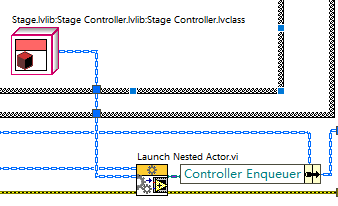 Stage.lvlib:Stage Controller.lvlib:Stage Controller.lvclass
Launch Nested Actor.vi
Controller Enqueuer